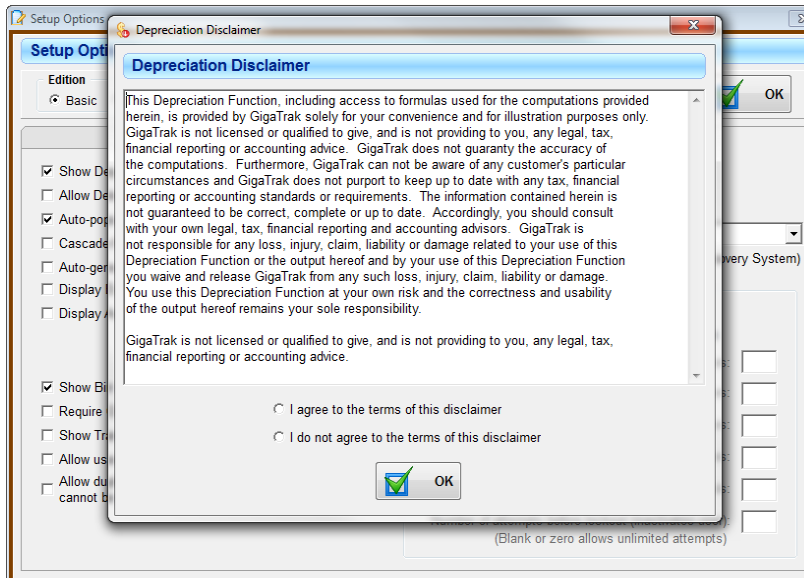 Setup Options
Depreciation Disclaimer
Setup Opti
Depreciation Disclaimer
Edition
Basic
OK
This Depreciation Function, including access to formulas used for the computations provided
herein, is provided by GigaTrak solely for your convenience and for illustration purposes only.
GigaTrak is not licensed or qualified to give, and is not providing to you, any legal, tax,
financial reporting or accounting advice. GigaTrak does not guaranty the accuracy of
the computations. Furthermore, GigaTrak can not be aware of any customer's particular
circumstances and GigaTrak does not purport to keep up to date with any tax, financial
reporting or accounting standards or requirements. The information contained herein is
not guaranteed to be correct, complete or up to date. Accordingly, you should consult
with your own legal, tax, financial reporting and accounting advisors. GigaTrak is
not responsible for any loss, injury, claim, liability or damage related to your use of this
Depreciation Function or the output hereof and by your use of this Depreciation Function
you waive and release GigaTrak from any such loss, injury, claim, liability or damage.
You use this Depreciation Function at your own risk and the correctness and usability
of the output hereof remains your sole responsibility.
GigaTrak is not licensed or qualified to give, and is not providing to you, any legal, tax,
financial reporting or accounting advice.
I agree to the terms of this disclaimer
I do not agree to the terms of this disclaimer
OK
Show De
Allow De
Auto-pop
Cascade
Auto-ger
Display
Display A
Show Bi
Require
Show Tra
Allow us
Allow du
cannot b
overy System)
Number of attempts before lockout (inactivates user):
(Blank or zero allows unlimited attempts)